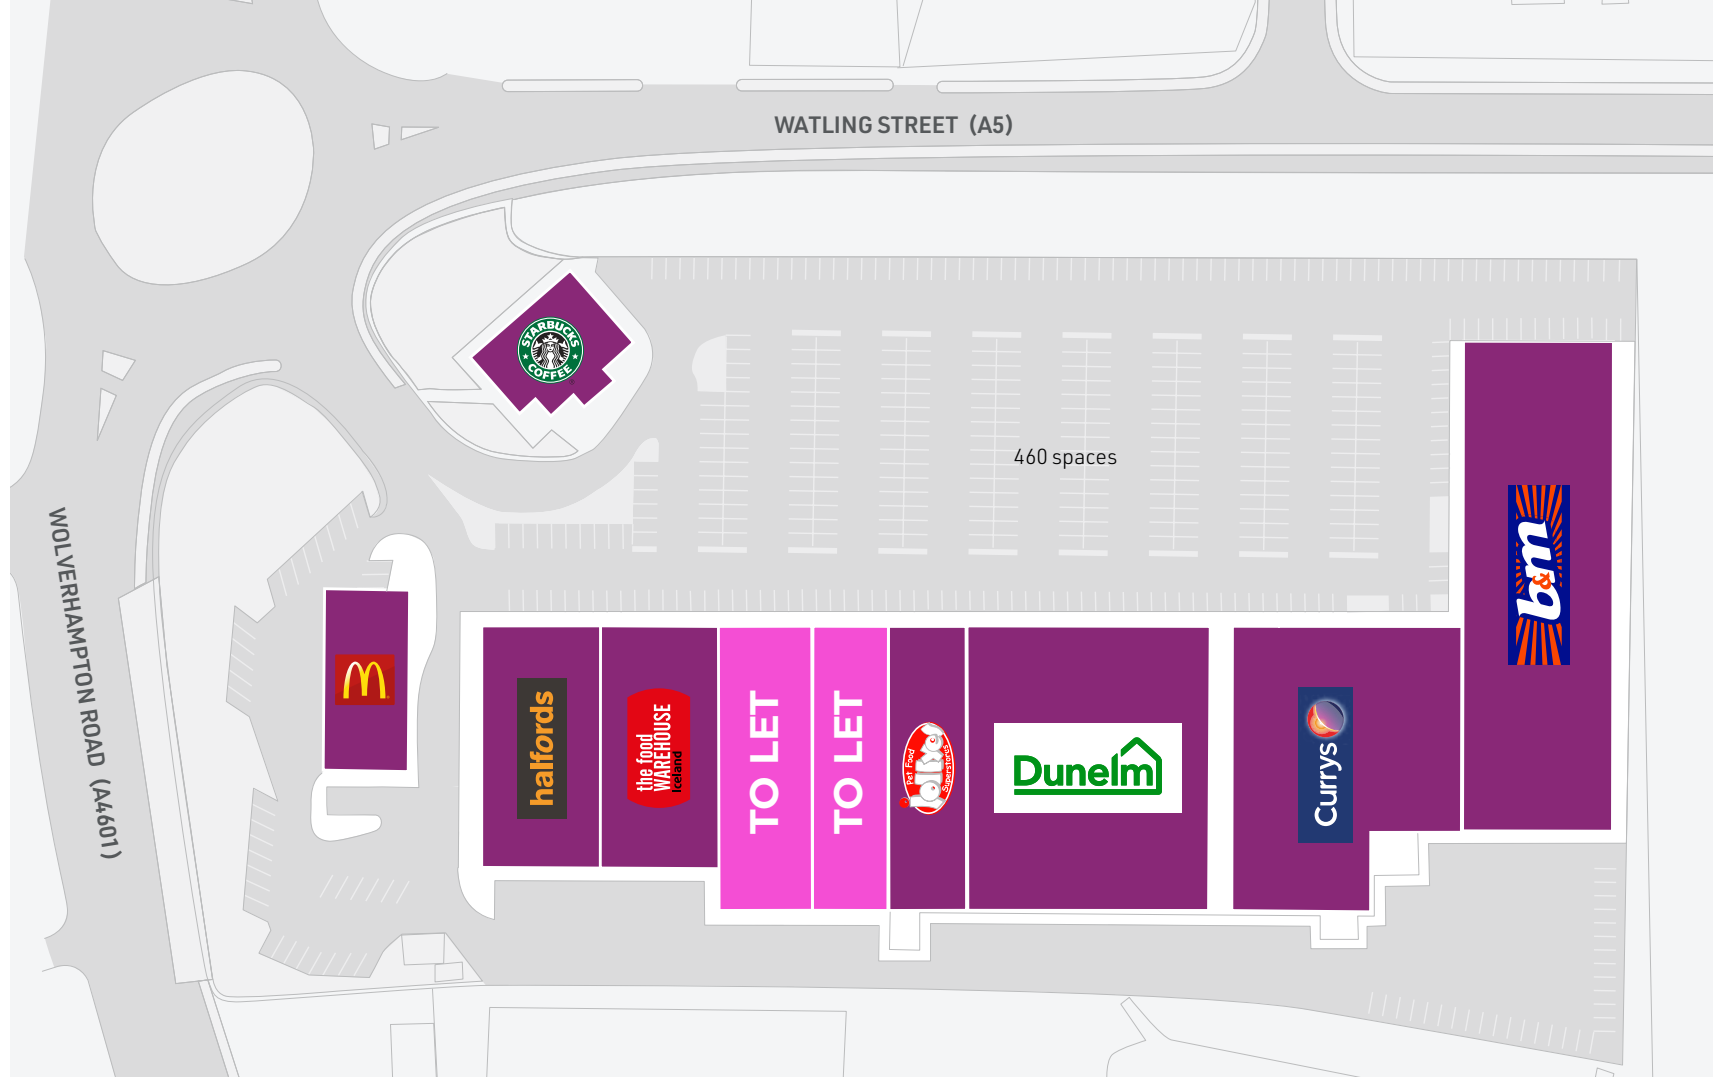 WATLING STREET (A5)
STARBUCKS
COFFEE
460 spaces
WOLVERHAMPTON ROAD (A4601)
M
halfords
the food
WAREHOUSE
Iceland
TO LET
TO LET
Pet Food
Jollyes
Superstores
Dunelm
Currys
b&m